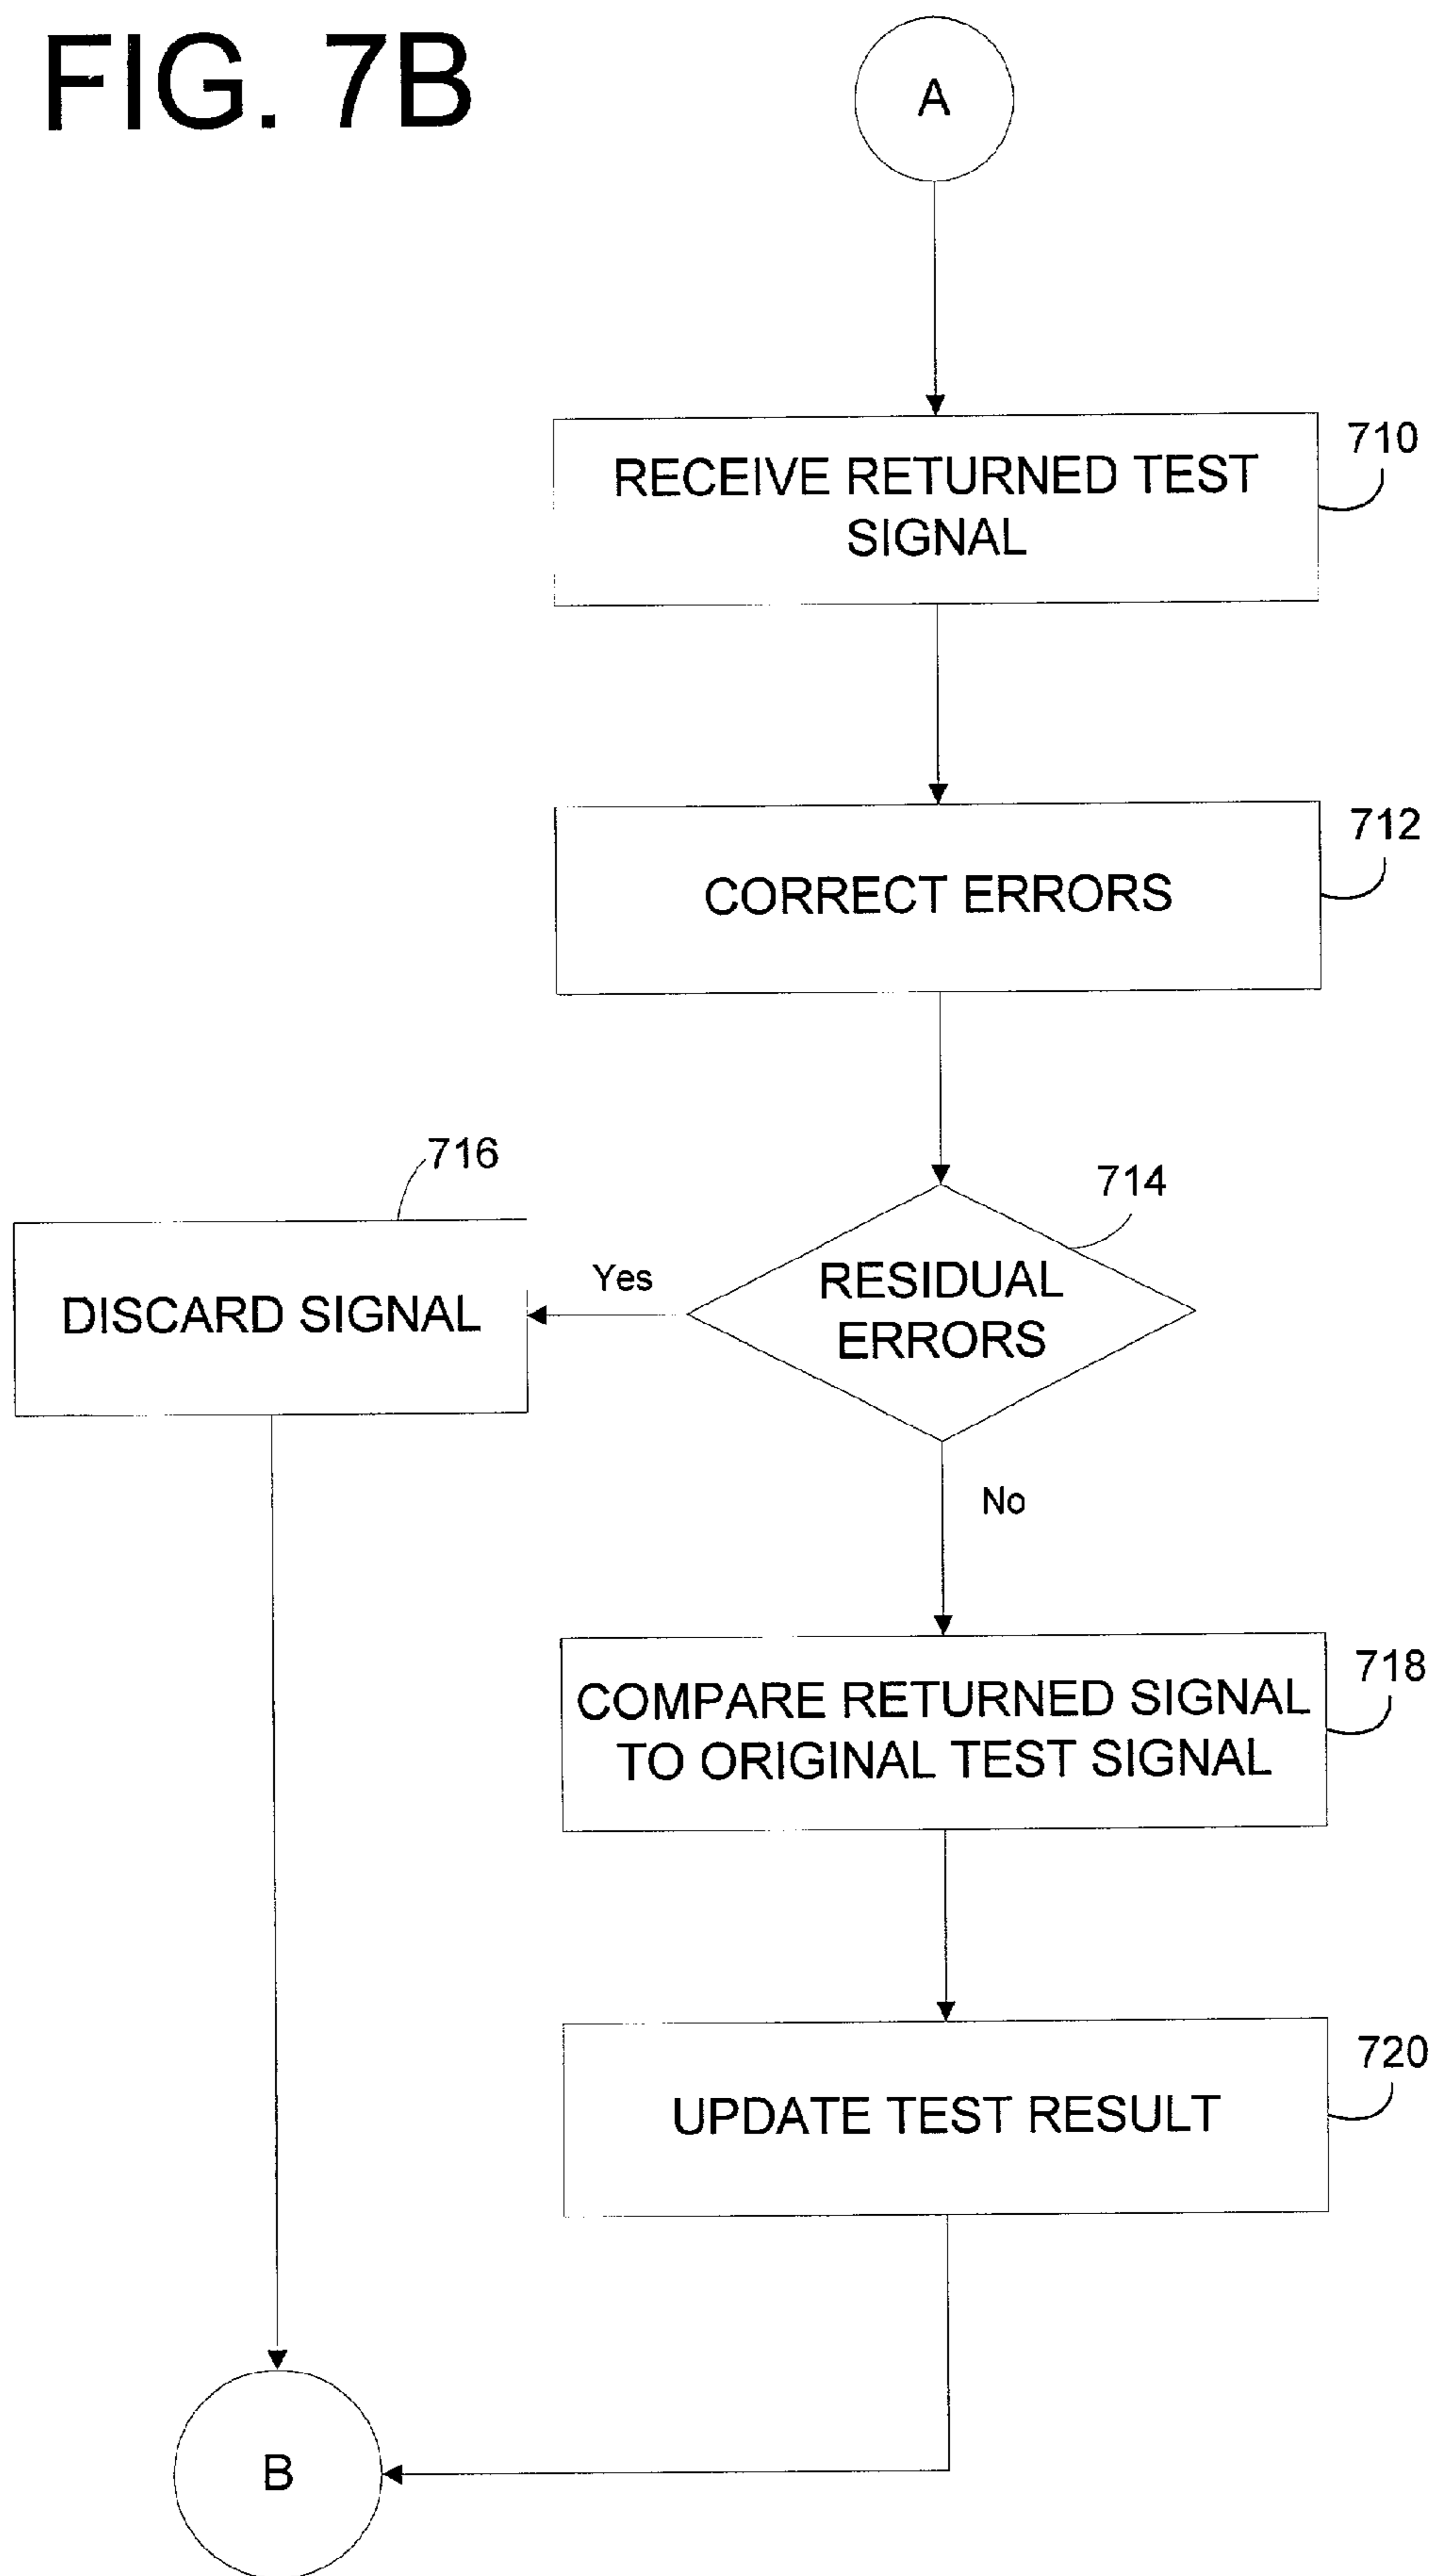 FIG. 7B
A
RECEIVE RETURNED TEST
SIGNAL
710
CORRECT ERRORS
712
716
714
DISCARD SIGNAL
Yes
RESIDUAL
ERRORS
No
COMPARE RETURNED SIGNAL
TO ORIGINAL TEST SIGNAL
718
UPDATE TEST RESULT
720
B